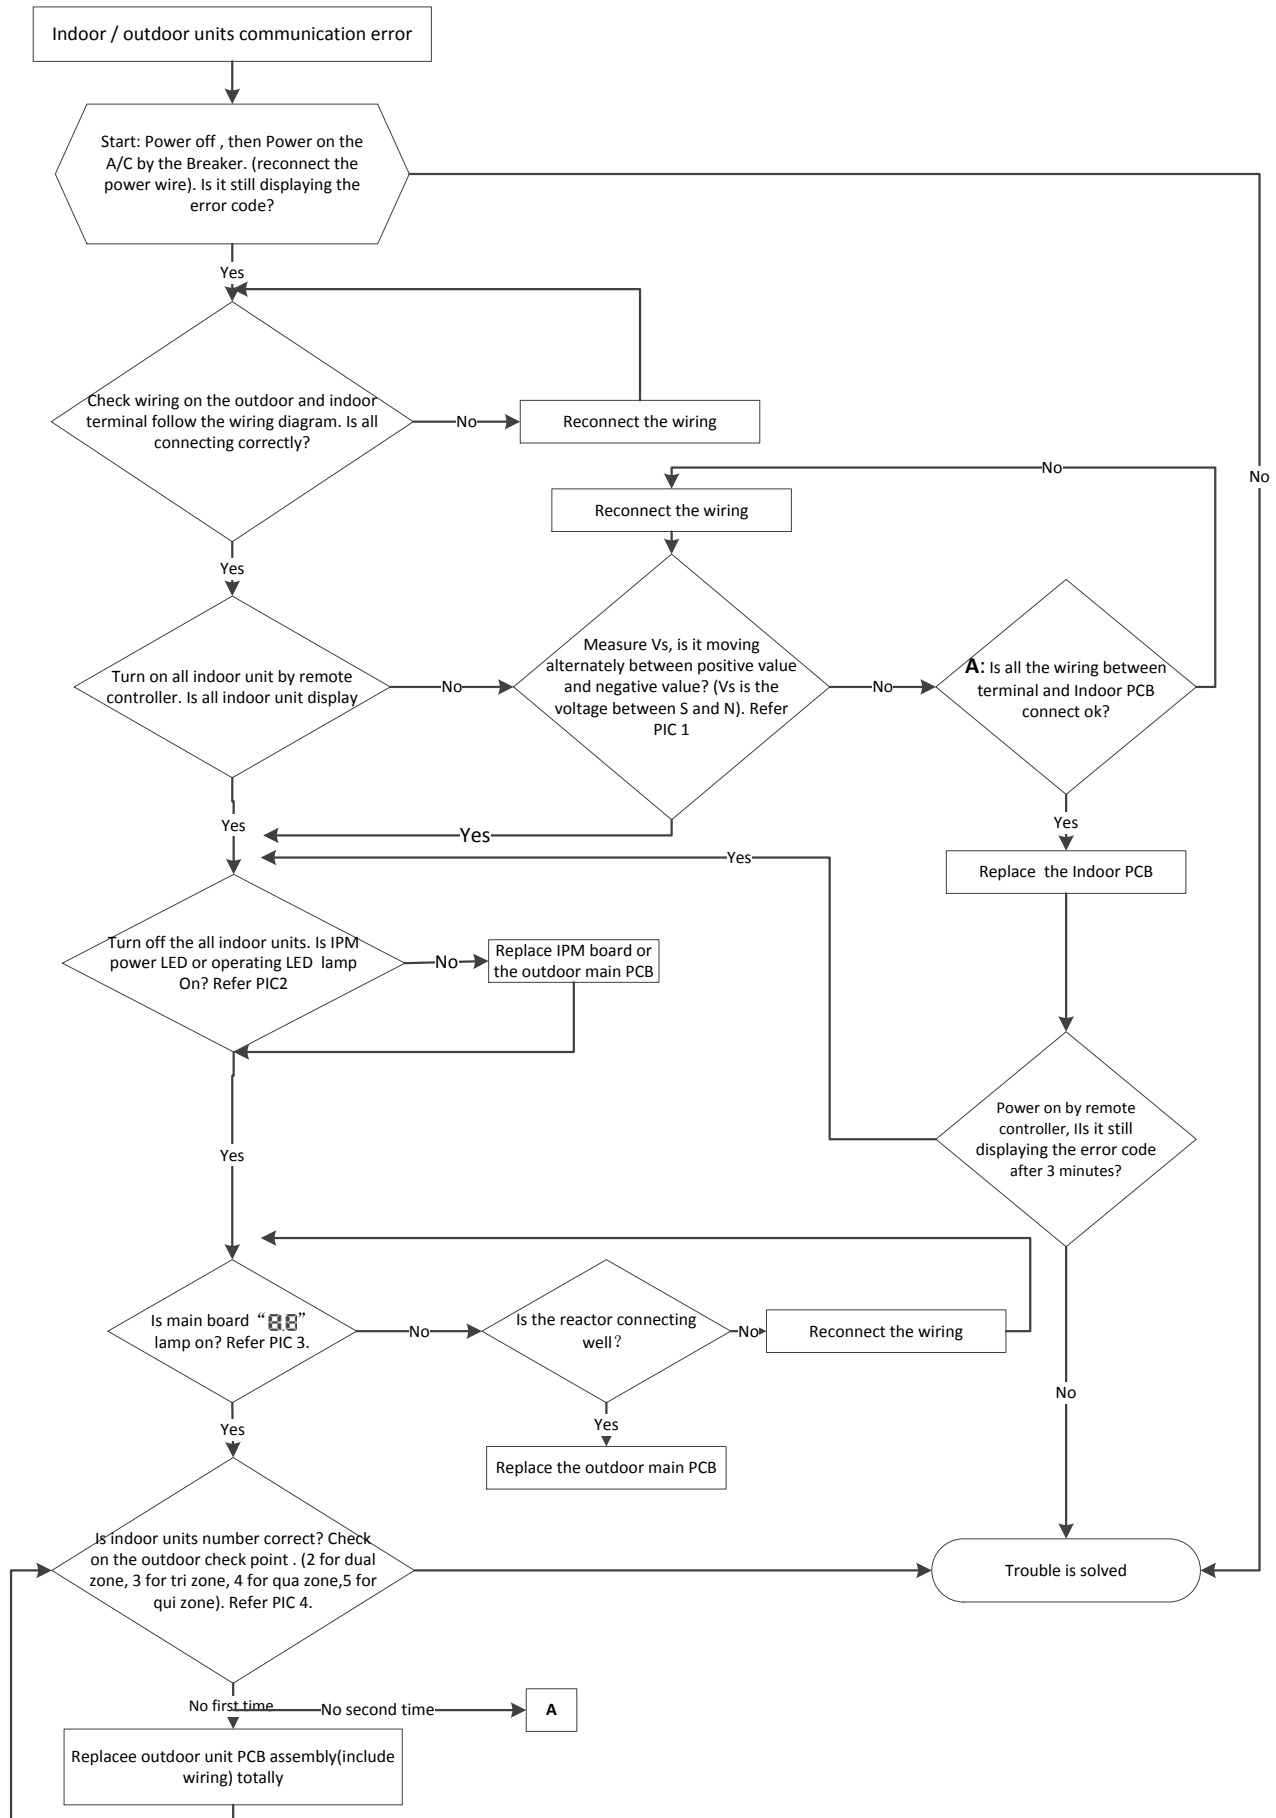 Indoor / outdoor units communication error
Start: Power off , then Power on the
A/C by the Breaker. (reconnect the
power wire). Is it still displaying the
error code?
Yes
No
Check wiring on the outdoor and indoor
terminal follow the wiring diagram. Is all
connecting correctly?
No
Reconnect the wiring
Yes
No
Reconnect the wiring
Turn on all indoor unit by remote
controller. Is all indoor unit display
No
Measure Vs, is it moving
alternately between positive value
and negative value? (Vs is the
voltage between S and N). Refer
PIC 1
No
A: Is all the wiring between
terminal and Indoor PCB
connect ok?
Yes
Yes
Yes
Yes
Replace the Indoor PCB
Turn off the all indoor units. Is IPM
power LED or operating LED lamp
On? Refer PIC2
No
Replace IPM board or
the outdoor main PCB
Power on by remote
controller, IIs it still
displaying the error code
after 3 minutes?
Yes
Is main board “8.8”
lamp on? Refer PIC 3.
No
Is the reactor connecting
well?
No
Reconnect the wiring
No
Yes
Yes
Replace the outdoor main PCB
Is indoor units number correct? Check
on the outdoor check point . (2 for dual
zone, 3 for tri zone, 4 for qua zone,5 for
qui zone). Refer PIC 4.
Trouble is solved
No first time
No second time
A
Replacee outdoor unit PCB assembly(include
wiring) totally